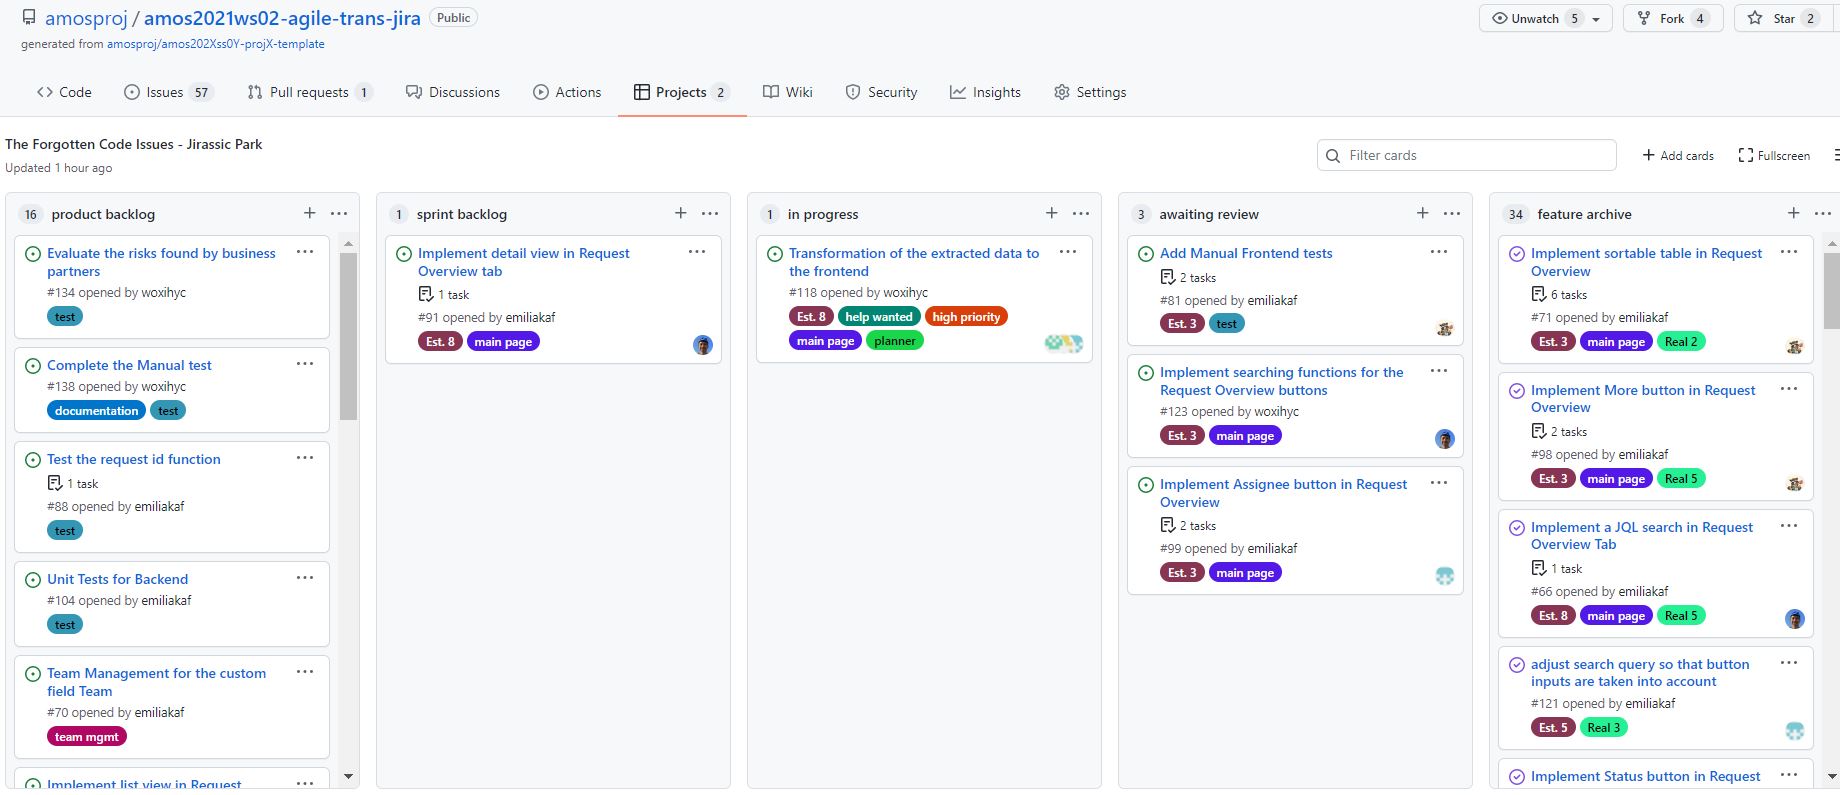 amosproj / amos2021ws02-agile-trans-jira Public
Unwatch 5 Fork 4 Star 2
generated from amosproj/amos202Xss0Y-projX-template
Code Issues 57 Pull requests 1 Discussions Actions Projects 2 Wiki Security Insights Settings
The Forgotten Code Issues - Jirassic Park
Updated 1 hour ago
Filter cards
+ Add cards Fullscreen
16 product backlog
Evaluate the risks found by business
partners
#134 opened by woxihyc
test
Complete the Manual test
#138 opened by woxihyc
documentation test
Test the request id function
1 task
#88 opened by emiliakaf
test
Unit Tests for Backend
#104 opened by emiliakaf
test
Team Management for the custom
field Team
#70 opened by emiliakaf
team mgmt
Implement list view in Request
1 sprint backlog
Implement detail view in Request
Overview tab
1 task
#91 opened by emiliakaf
Est. 8 main page
1 in progress
Transformation of the extracted data to
the frontend
#118 opened by woxihyc
Est. 8 help wanted high priority
main page planner
3 awaiting review
Add Manual Frontend tests
2 tasks
#81 opened by emiliakaf
Est. 3 test
Implement searching functions for the
Request Overview buttons
#123 opened by woxihyc
Est. 3 main page
Implement Assignee button in Request
Overview
2 tasks
#99 opened by emiliakaf
Est. 3 main page
34 feature archive
Implement sortable table in Request
Overview
6 tasks
#71 opened by emiliakaf
Est. 3 main page Real 2
Implement More button in Request
Overview
2 tasks
#98 opened by emiliakaf
Est. 3 main page Real 5
Implement a JQL search in Request
Overview Tab
1 task
#66 opened by emiliakaf
Est. 8 main page Real 5
adjust search query so that button
inputs are taken into account
#121 opened by emiliakaf
Est. 5 Real 3
Implement Status button in Request